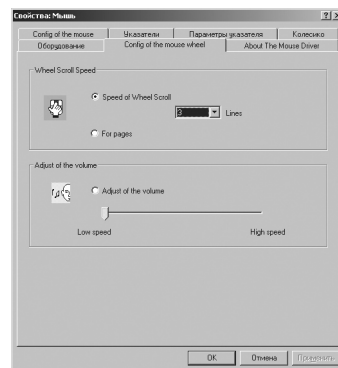 Свойства: Мышь
Config of the mouse Указатели Параметры указателя Колесико
Оборудование Config of the mouse wheel About The Mouse Driver
Wheel Scroll Speed
Speed of Wheel Scroll
3 Lines
For pages
Adjust of the volume
Adjust of the volume
Low speed High speed
OK Отмена Применить